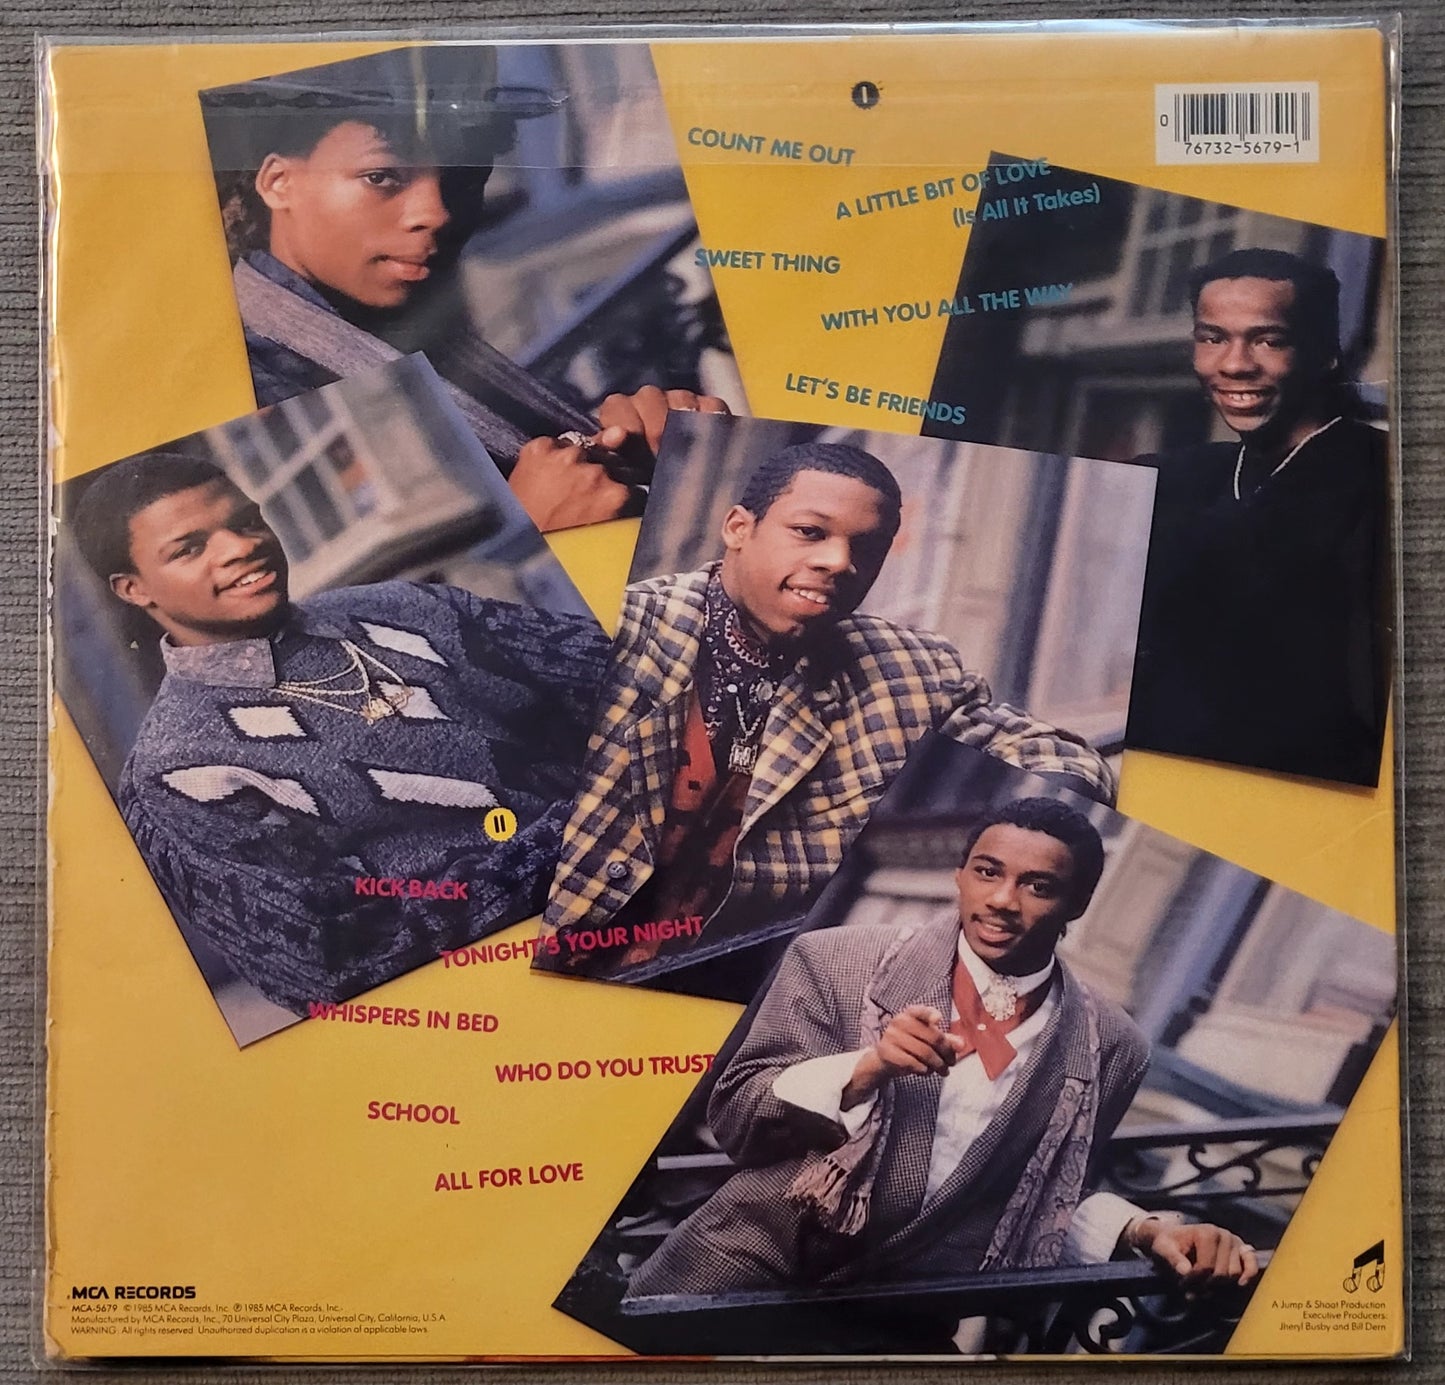 I
COUNT ME OUT
A LITTLE BIT OF LOVE
(Is All It Takes)
SWEET THING
WITH YOU ALL THE WAY
LET'S BE FRIENDS
0
76732-5679-1
II
KICK BACK
TONIGHT'S YOUR NIGHT
WHISPERS IN BED
WHO DO YOU TRUST
SCHOOL
ALL FOR LOVE
MCA RECORDS
MCA-5679 © 1985 MCA Records, Inc. ℗ 1985 MCA Records, Inc.
Manufactured by MCA Records, Inc., 70 Universal City Plaza, Universal City, California, U.S.A.
WARNING: All rights reserved. Unauthorized duplication is a violation of applicable laws.
A Jump & Shoot Production
Executive Producers:
Jheryl Busby and Bill Dern